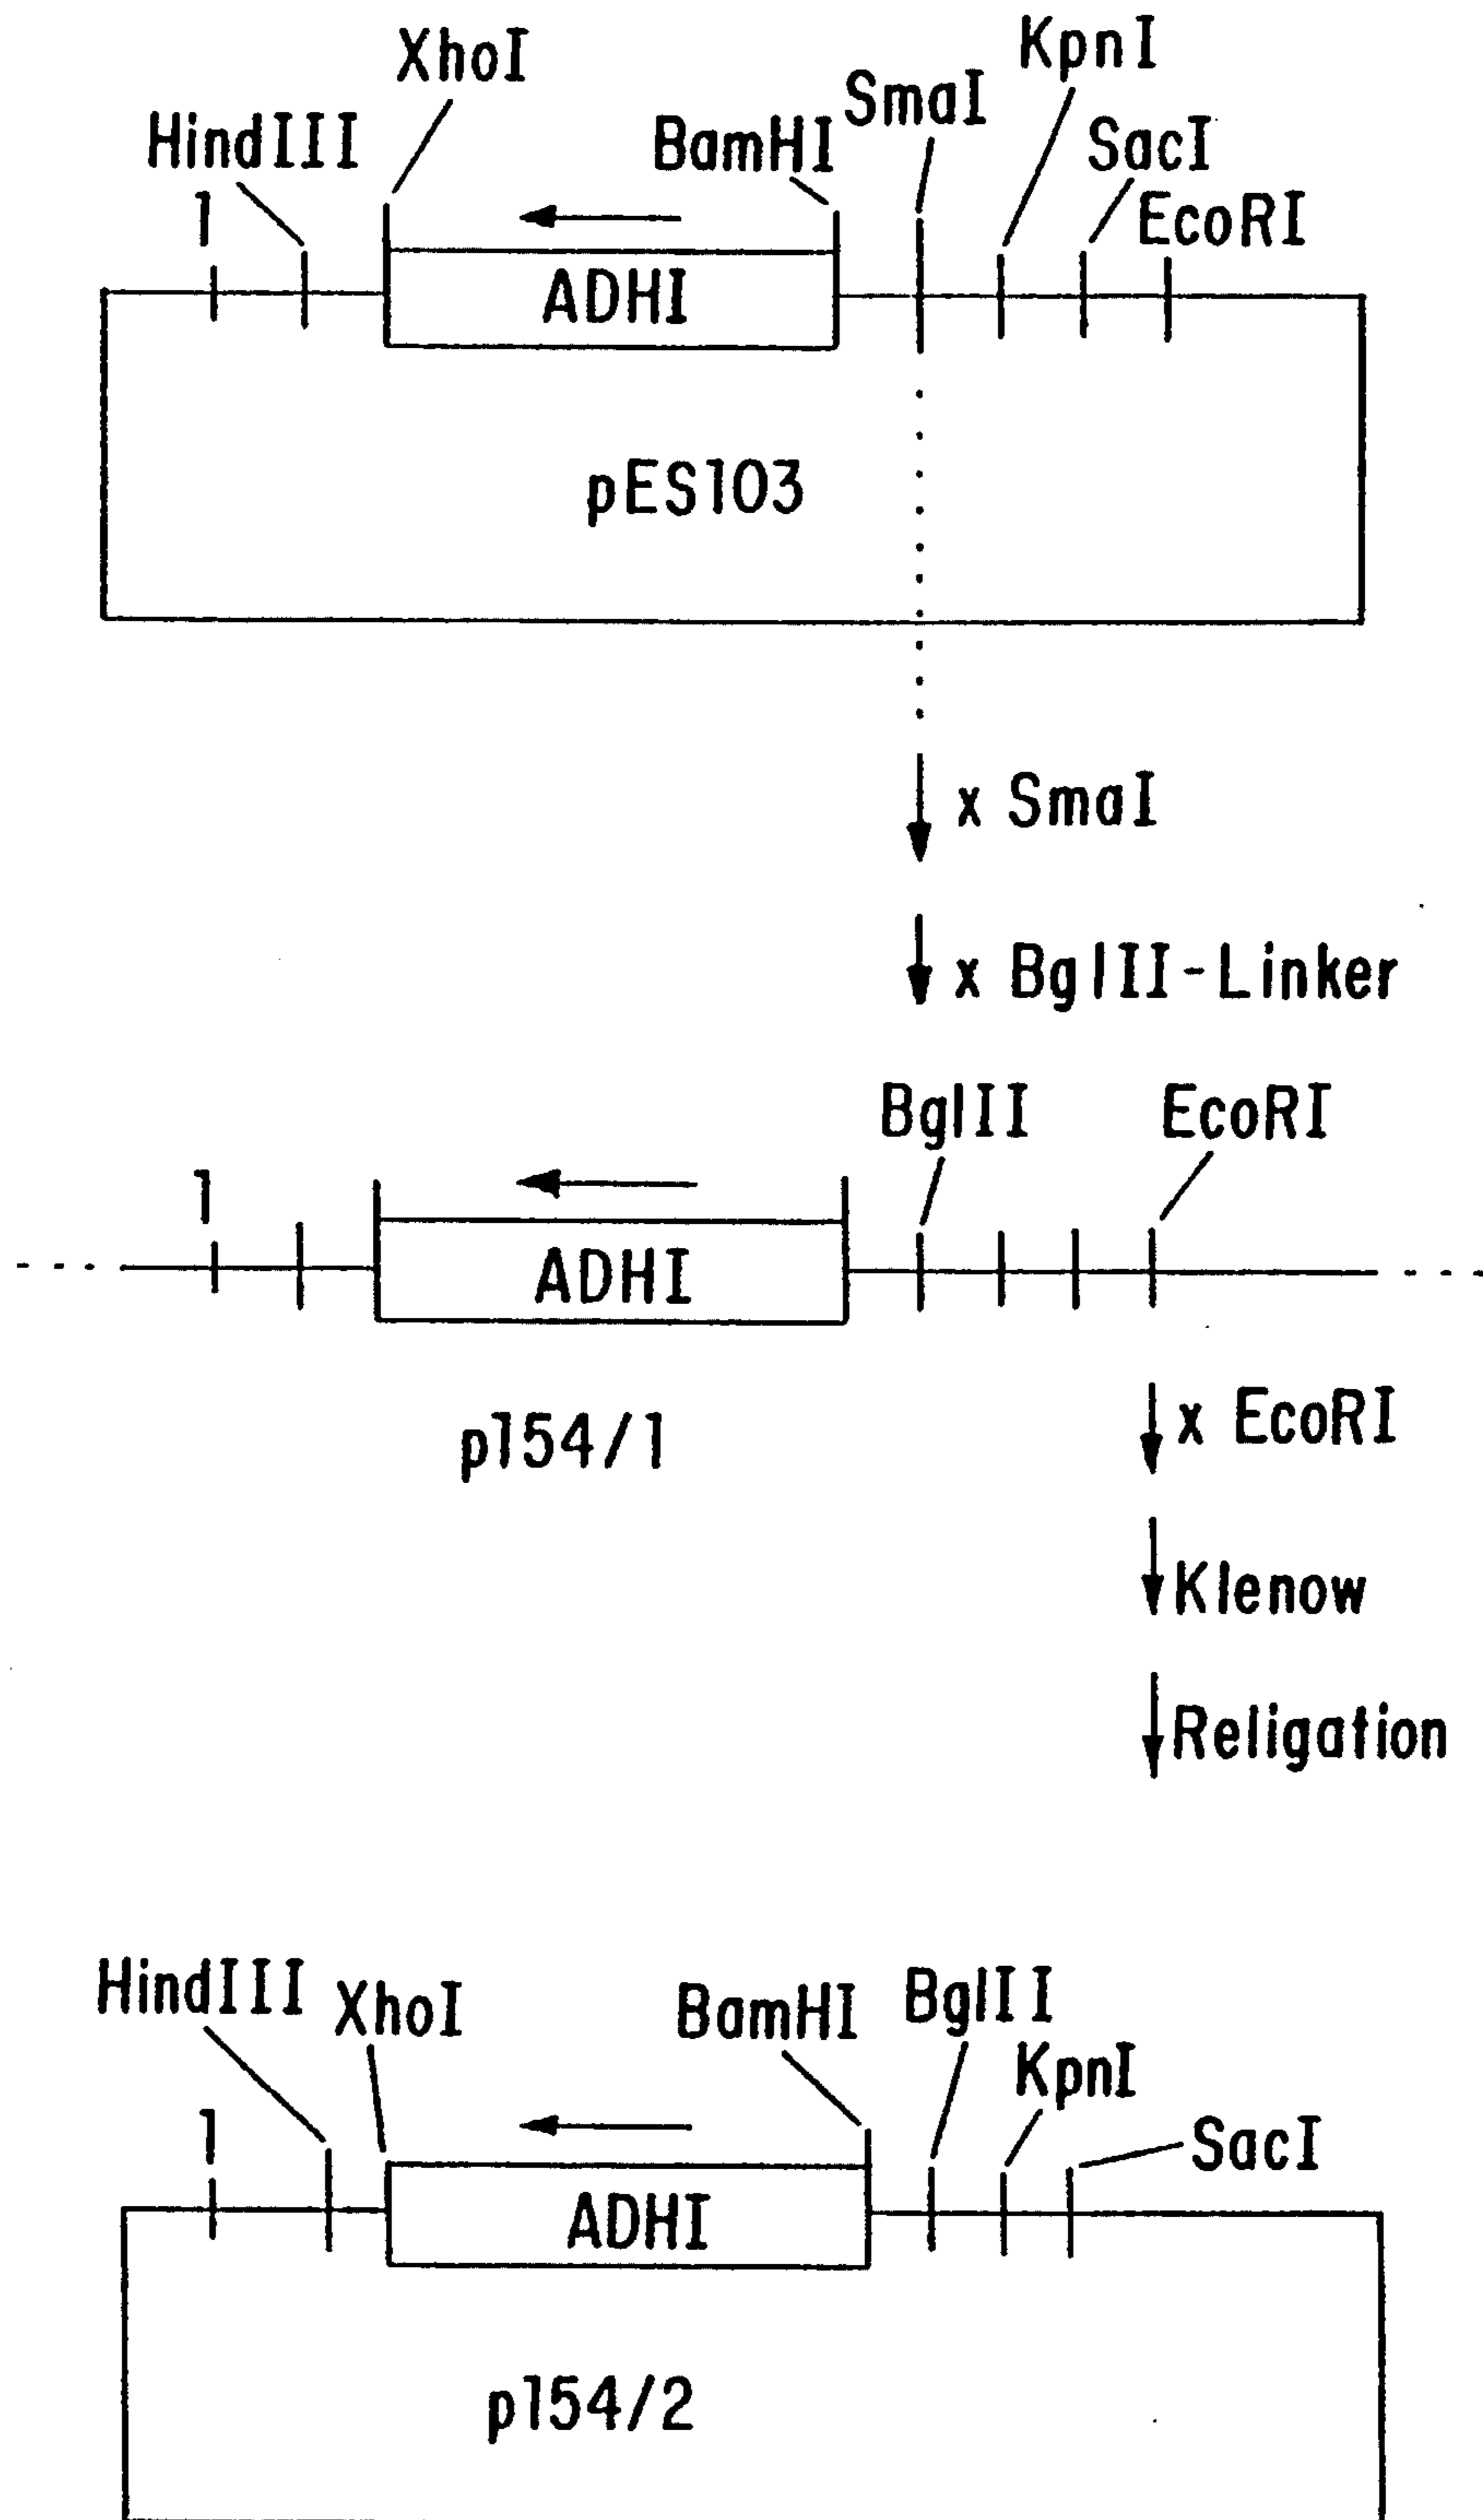 XhoI
KpnI
SmaI
HindIII
BamHI
SacI
1
EcoRI
ADHI
pES103
x SmaI
x BglII-Linker
BglII
EcoRI
1
ADHI
p154/1
x EcoRI
Klenow
Religation
HindIII
XhoI
BamHI
BglII
KpnI
1
SacI
ADHI
p154/2